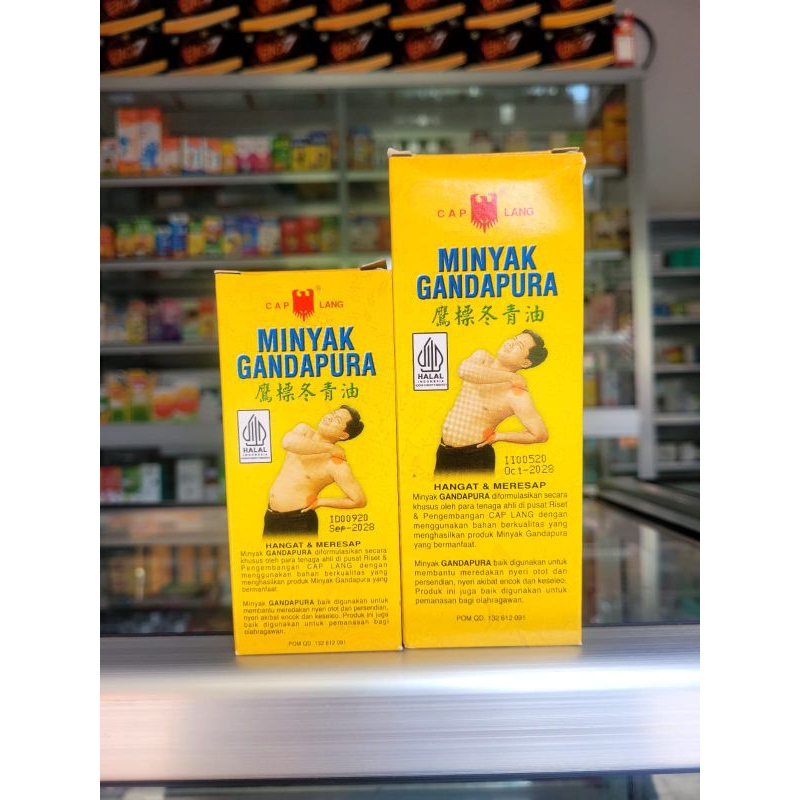 CAP LANG
MINYAK
GANDAPURA
鷹標冬青油
HALAL
INDONESIA
ID00920
Sep-2028
HANGAT & MERESAP
Minyak GANDAPURA diformulasikan secara
khusus oleh para tenaga ahli di pusat Riset &
Pengembangan CAP LANG dengan
menggunakan bahan berkualitas yang
menghasilkan produk Minyak Gandapura yang
bermanfaat.
Minyak GANDAPURA baik digunakan untuk
membantu meredakan nyeri otot dan persendian,
nyeri akibat encok dan keseleo. Produk ini juga
baik digunakan untuk pemanasan bagi
olahragawan.
POM QD. 132 612 091
CAP LANG
MINYAK
GANDAPURA
鷹標冬青油
HALAL
INDONESIA
II00520
Oct-2028
HANGAT & MERESAP
Minyak GANDAPURA diformulasikan secara
khusus oleh para tenaga ahli di pusat Riset
& Pengembangan CAP LANG dengan
menggunakan bahan berkualitas yang
menghasilkan produk Minyak Gandapura
yang bermanfaat.
Minyak GANDAPURA baik digunakan untuk
membantu meredakan nyeri otot dan
persendian, nyeri akibat encok dan keseleo.
Produk ini juga baik digunakan untuk
pemanasan bagi olahragawan.
POM QD. 132 612 091